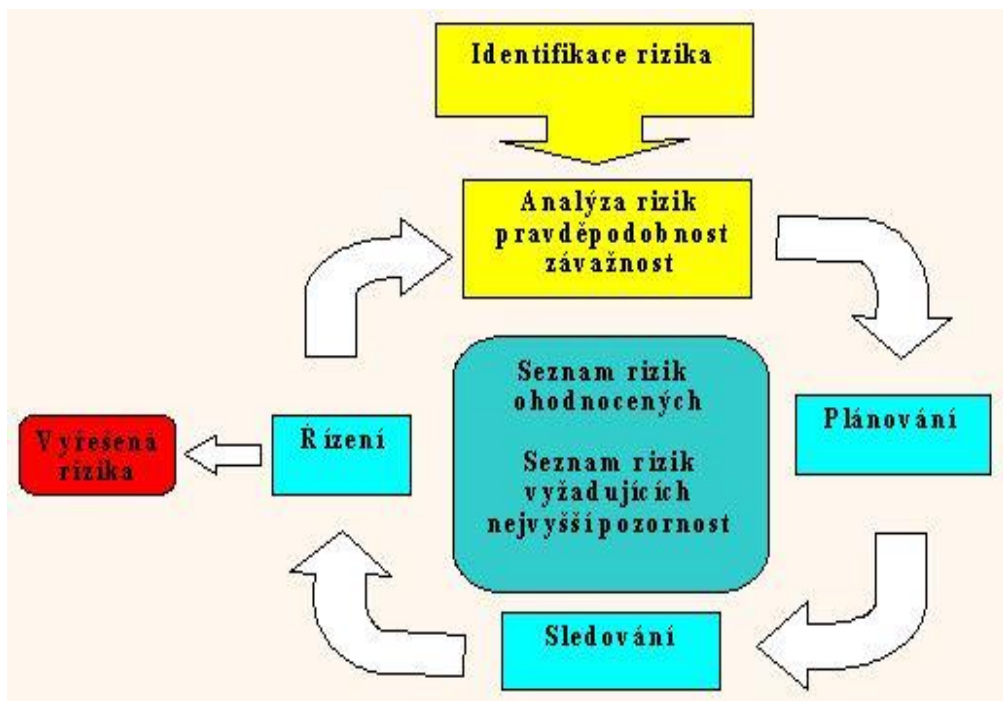 Identifikace rizika
Analýza rizik
pravděpodobnost
závažnost
Seznam rizik
ohodnocených
Seznam rizik
vyžadujících
nejvyšší pozornost
Plánování
Sledování
Řízení
Vyřešená
rizika